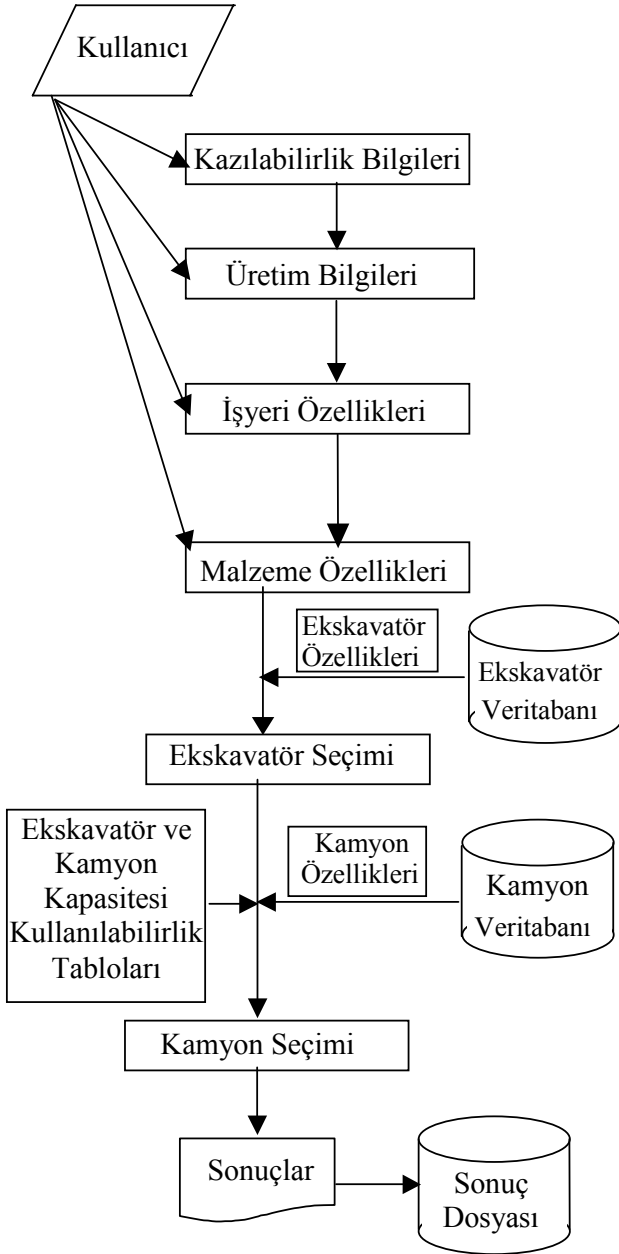 Kullanıcı
Kazılabilirlik Bilgileri
Üretim Bilgileri
İşyeri Özellikleri
Malzeme Özellikleri
Ekskavatör
Özellikleri
Ekskavatör
Veritabanı
Ekskavatör Seçimi
Ekskavatör ve
Kamyon
Kapasitesi
Kullanılabilirlik
Tabloları
Kamyon
Özellikleri
Kamyon
Veritabanı
Kamyon Seçimi
Sonuçlar
Sonuç
Dosyası